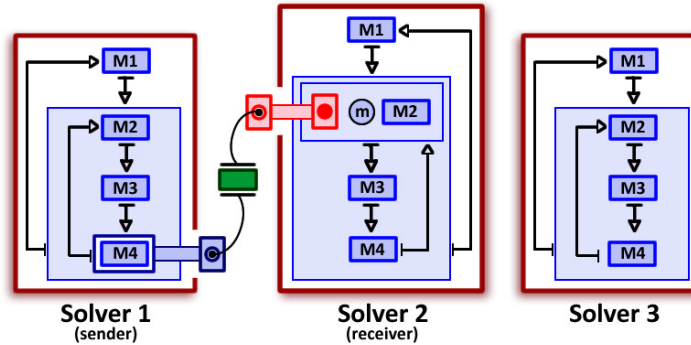 M1
M2
M3
M4
Solver 1
(sender)
M1
m
M2
M3
M4
Solver 2
(receiver)
M1
M2
M3
M4
Solver 3